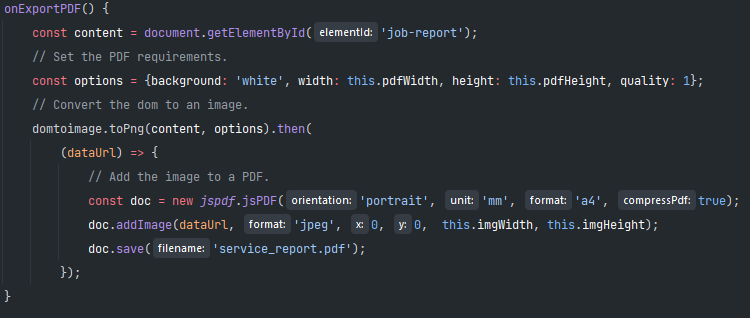 onExportPDF() {
const content = document.getElementById( elementId: 'job-report');
// Set the PDF requirements.
const options = {background: 'white', width: this.pdfWidth, height: this.pdfHeight, quality: 1};
// Convert the dom to an image.
domtoimage.toPng(content, options).then(
(dataUrl) => {
// Add the image to a PDF.
const doc = new jspdf.jsPDF( orientation: 'portrait', unit: 'mm', format: 'a4', compressPdf: true);
doc.addImage(dataUrl, format: 'jpeg', x: 0, y: 0, this.imgWidth, this.imgHeight);
doc.save( filename: 'service_report.pdf');
});
}